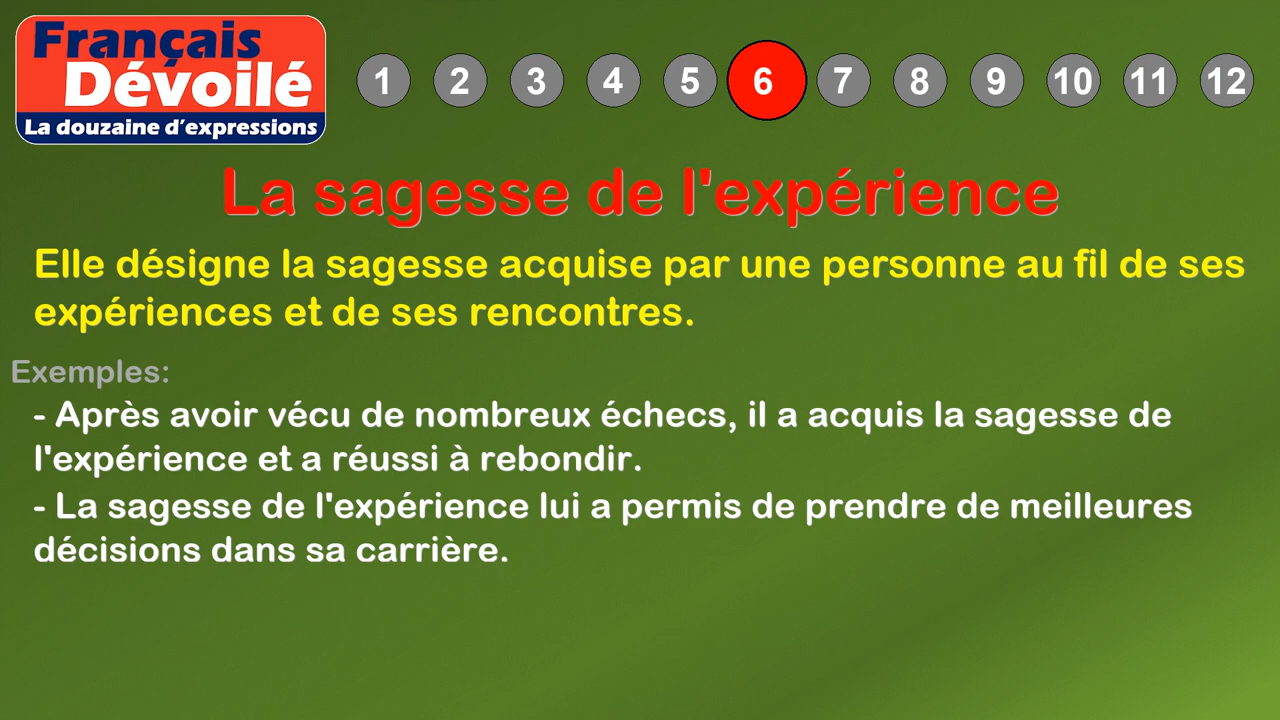 Français
Dévoilé
La douzaine d'expressions
1 2 3 4 5 6 7 8 9 10 11 12
La sagesse de l'expérience
Elle désigne la sagesse acquise par une personne au fil de ses
expériences et de ses rencontres.
Exemples:
- Après avoir vécu de nombreux échecs, il a acquis la sagesse de
l'expérience et a réussi à rebondir.
- La sagesse de l'expérience lui a permis de prendre de meilleures
décisions dans sa carrière.